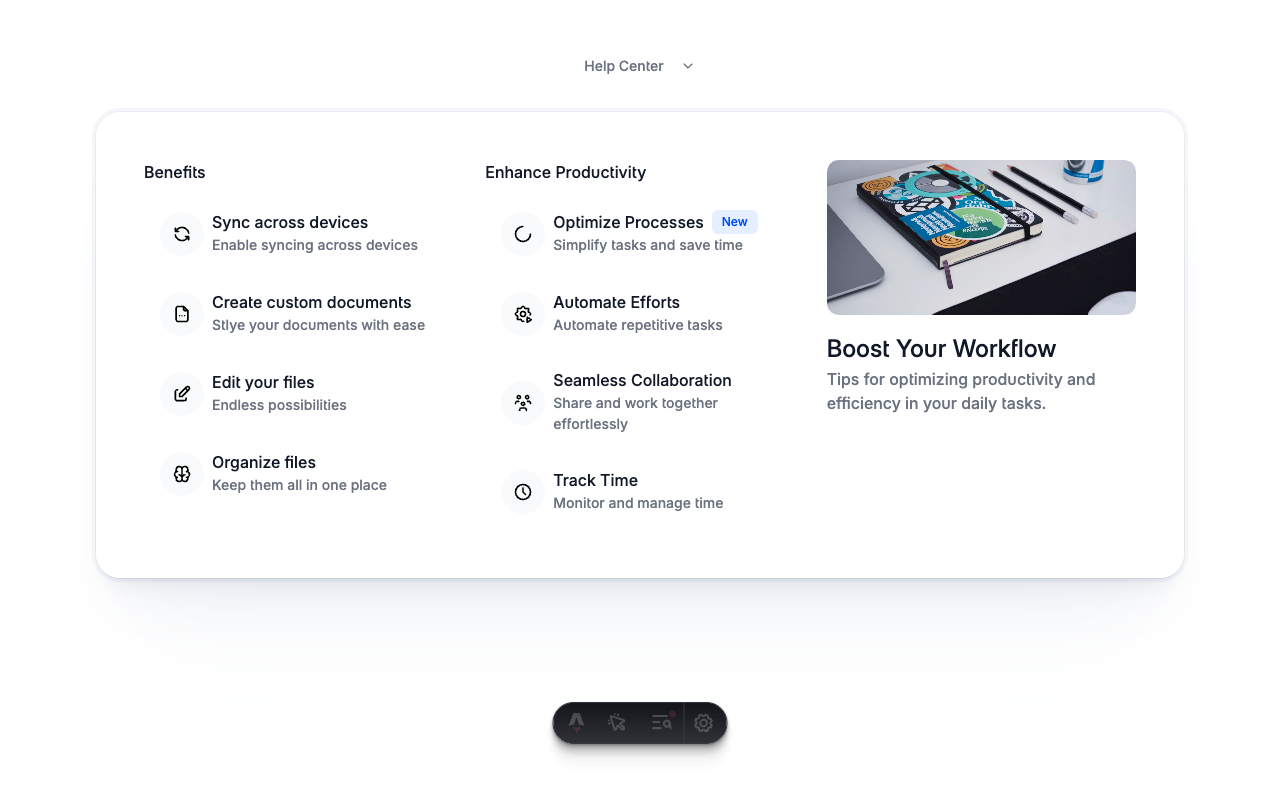 Help Center
Benefits
Sync across devices
Enable syncing across devices
Create custom documents
Stlye your documents with ease
Edit your files
Endless possibilities
Organize files
Keep them all in one place
Enhance Productivity
Optimize Processes New
Simplify tasks and save time
Automate Efforts
Automate repetitive tasks
Seamless Collaboration
Share and work together
effortlessly
Track Time
Monitor and manage time
Boost Your Workflow
Tips for optimizing productivity and
efficiency in your daily tasks.